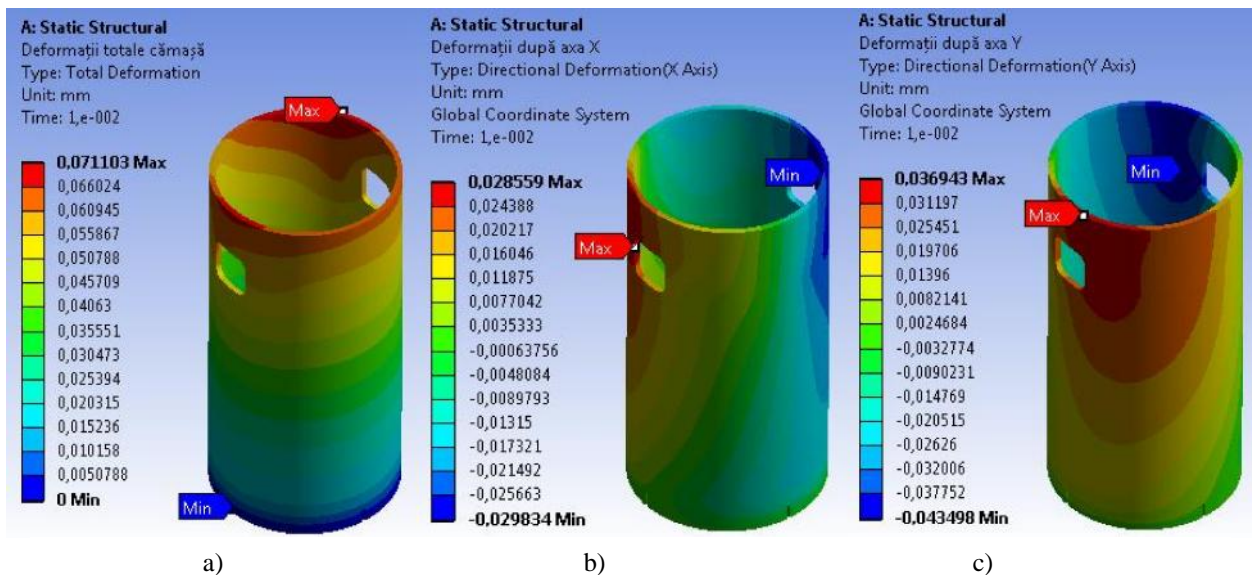 A: Static Structural
Deformații totale cămașă
Type: Total Deformation
Unit: mm
Time: 1,e-002
0,071103 Max
0,066024
0,060945
0,055867
0,050788
0,045709
0,04063
0,035551
0,030473
0,025394
0,020315
0,015236
0,010158
0,0050788
0 Min
Max
Min
a)
A: Static Structural
Deformații după axa X
Type: Directional Deformation(X Axis)
Unit: mm
Global Coordinate System
Time: 1,e-002
0,028559 Max
0,024388
0,020217
0,016046
0,011875
0,0077042
0,0035333
-0,00063756
-0,0048084
-0,0089793
-0,01315
-0,017321
-0,021492
-0,025663
-0,029834 Min
Min
Max
b)
A: Static Structural
Deformații după axa Y
Type: Directional Deformation(Y Axis)
Unit: mm
Global Coordinate System
Time: 1,e-002
0,036943 Max
0,031197
0,025451
0,019706
0,01396
0,0082141
0,0024684
-0,0032774
-0,0090231
-0,014769
-0,020515
-0,02626
-0,032006
-0,037752
-0,043498 Min
Min
Max
c)